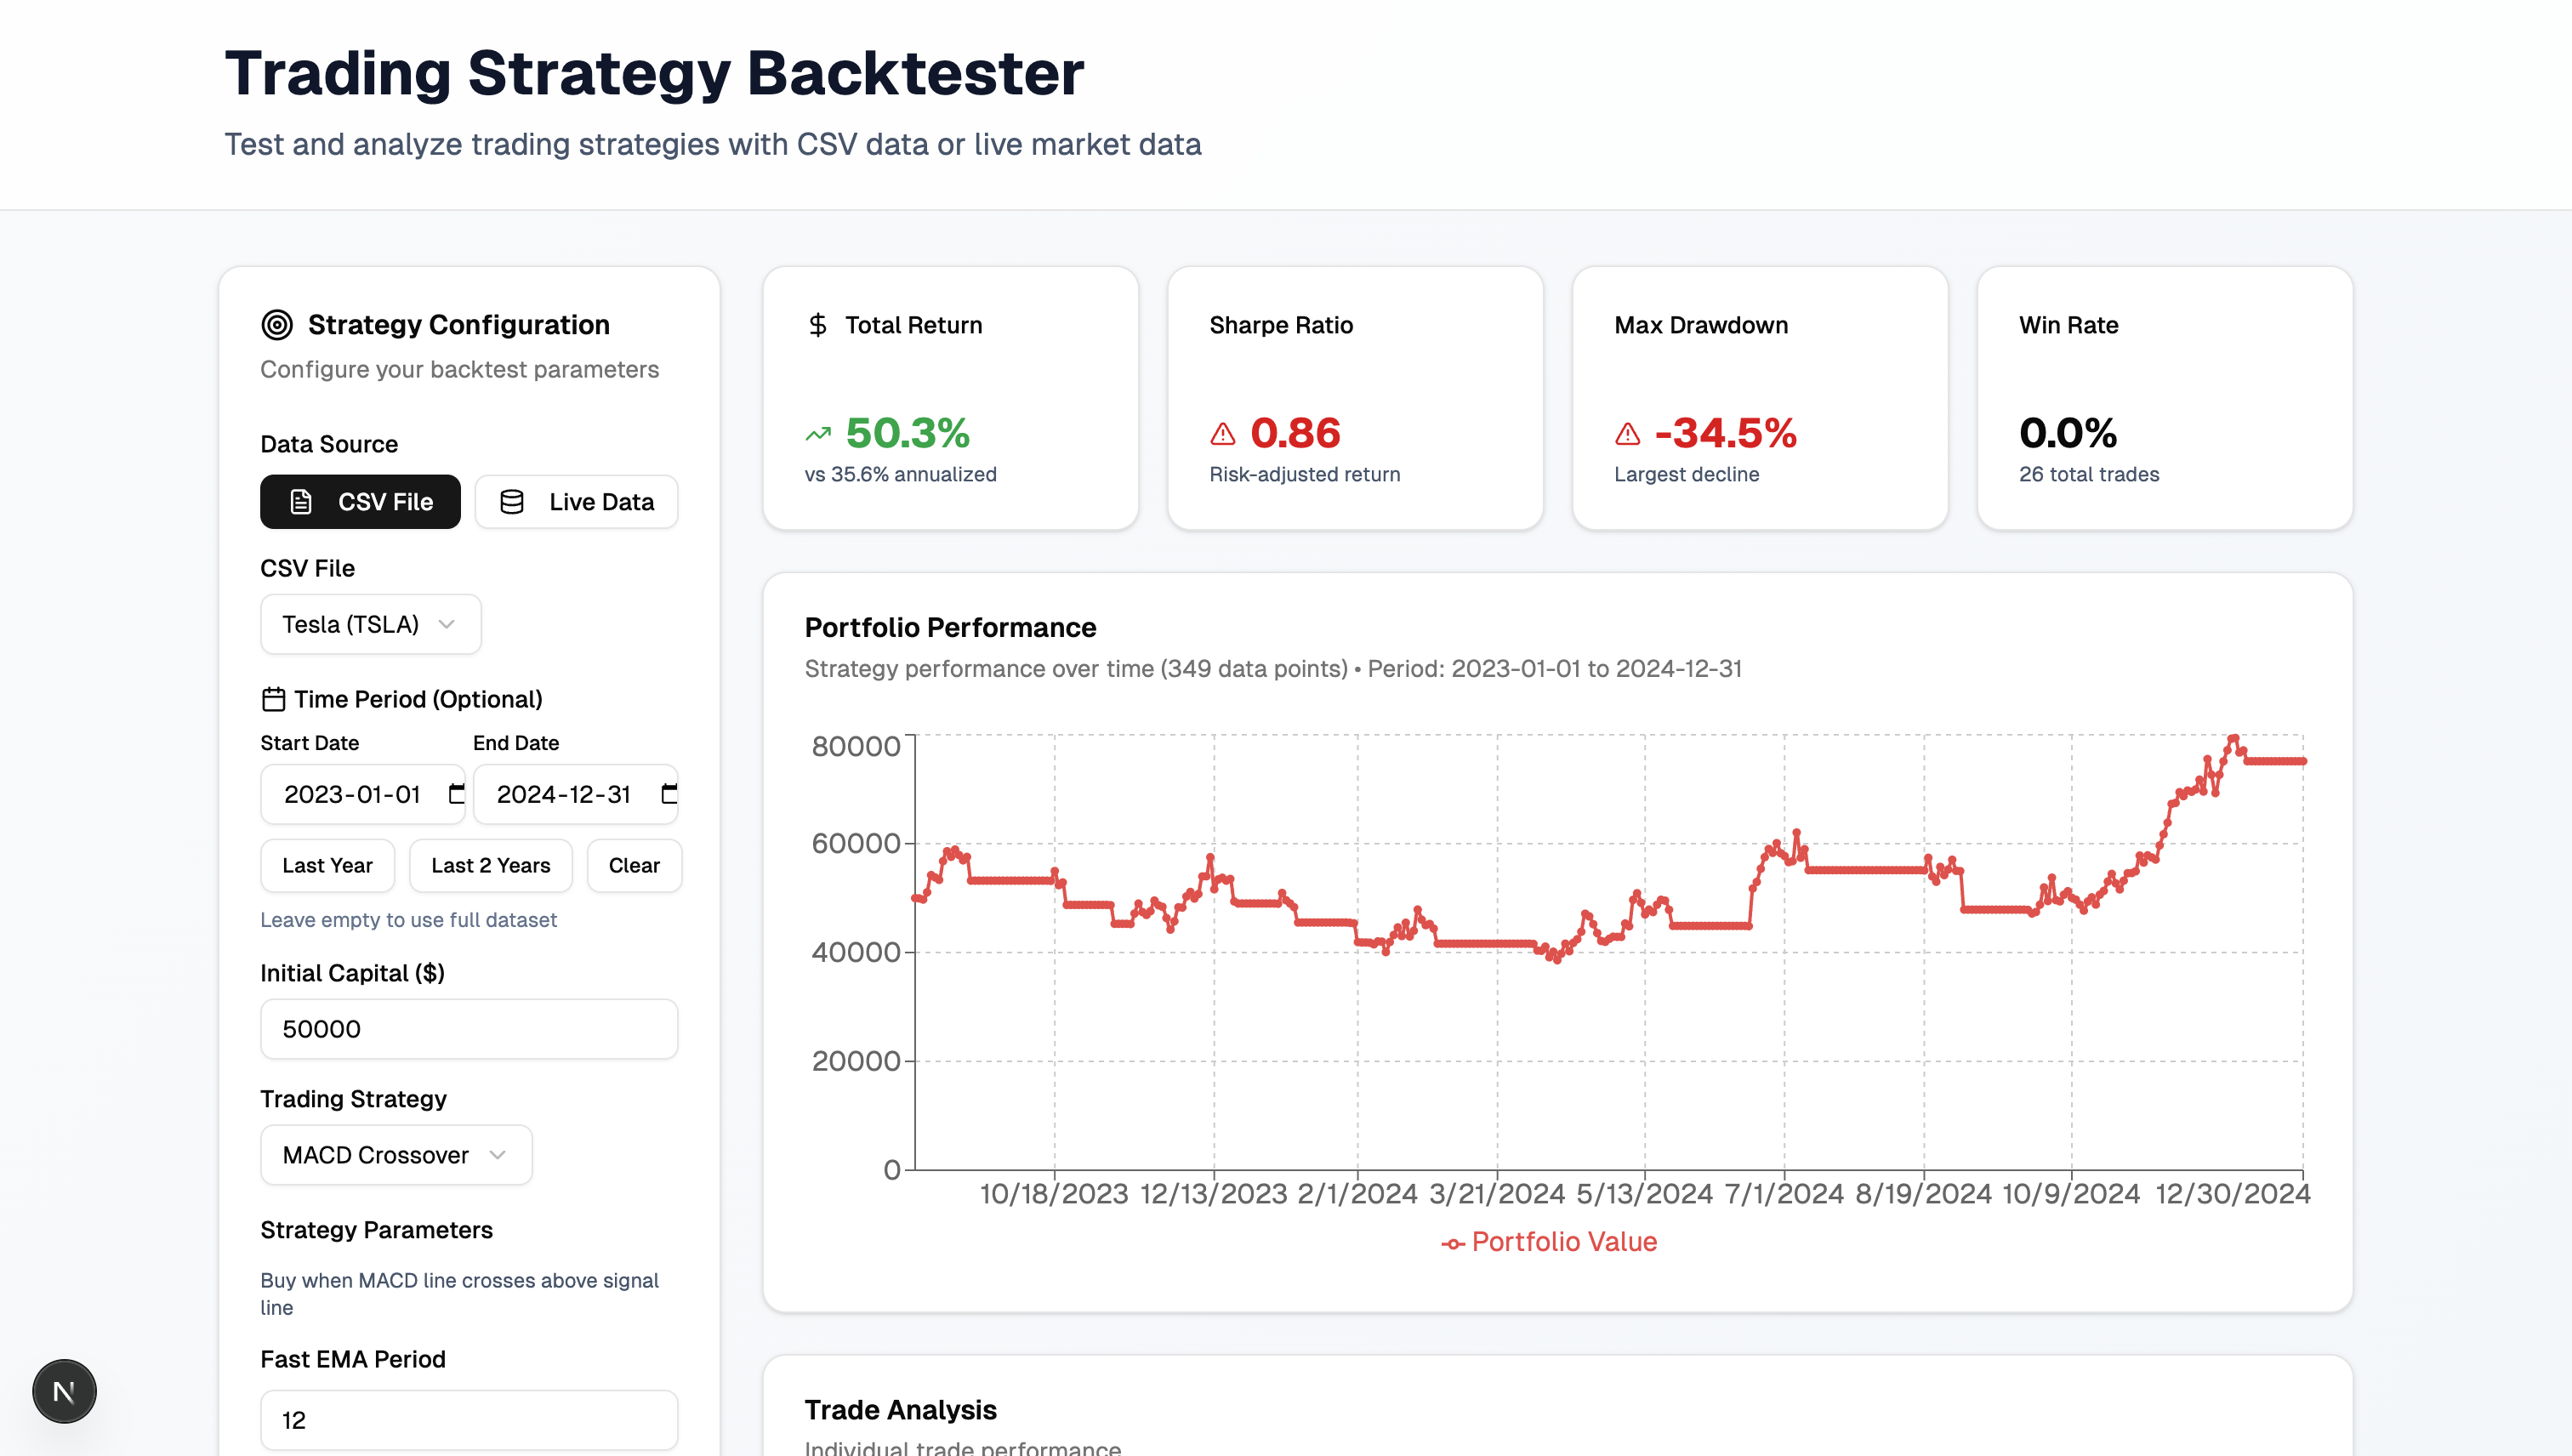 Trading Strategy Backtester
Test and analyze trading strategies with CSV data or live market data
Strategy Configuration
Configure your backtest parameters
Data Source
CSV File
Live Data
CSV File
Tesla (TSLA)
Time Period (Optional)
Start Date
End Date
2023-01-01
2024-12-31
Last Year
Last 2 Years
Clear
Leave empty to use full dataset
Initial Capital ($)
50000
Trading Strategy
MACD Crossover
Strategy Parameters
Buy when MACD line crosses above signal
line
Fast EMA Period
12
$ Total Return
50.3%
vs 35.6% annualized
Sharpe Ratio
0.86
Risk-adjusted return
Max Drawdown
-34.5%
Largest decline
Win Rate
0.0%
26 total trades
Portfolio Performance
Strategy performance over time (349 data points) • Period: 2023-01-01 to 2024-12-31
80000
60000
40000
20000
0
10/18/2023 12/13/2023 2/1/2024 3/21/2024 5/13/2024 7/1/2024 8/19/2024 10/9/2024 12/30/2024
Portfolio Value
Trade Analysis
Individual trade performance
N